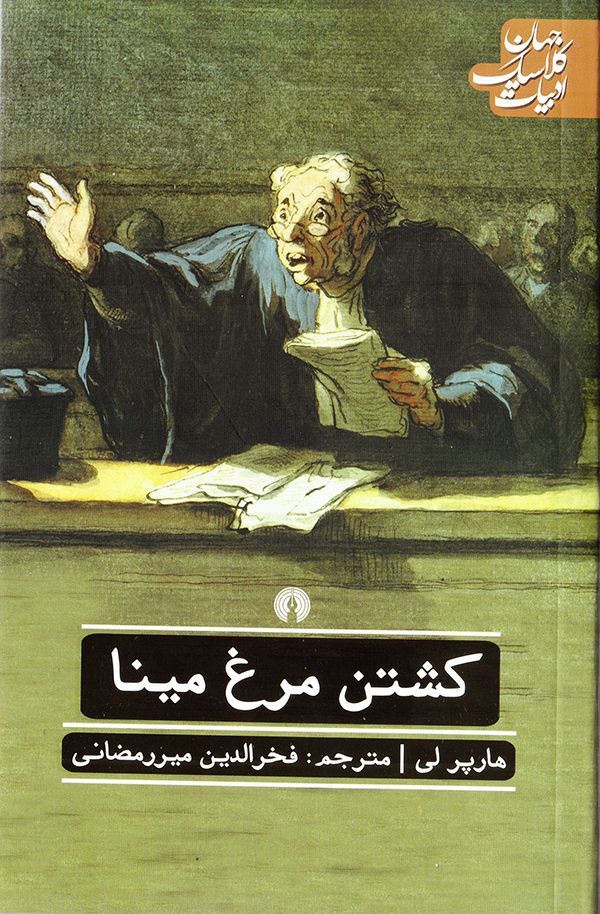 جهان
کلاسیک
ادبیات
کشتن مرغ مینا
هارپر لی | مترجم: فخرالدین میررمضانی